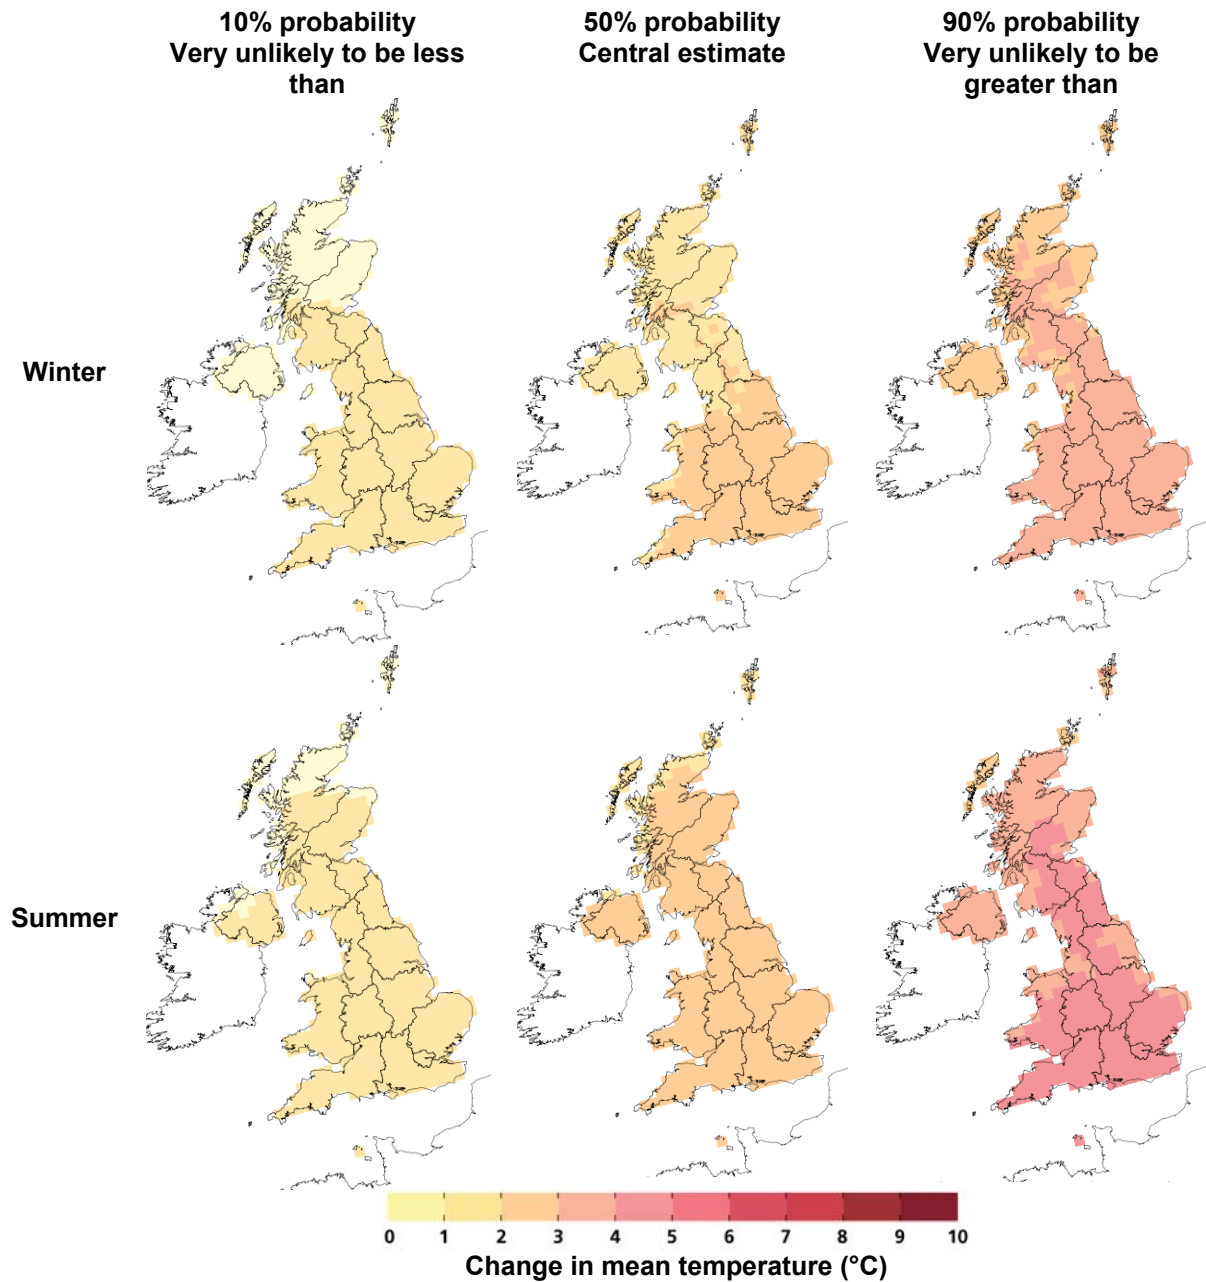 10% probability
Very unlikely to be less
than
50% probability
Central estimate
90% probability
Very unlikely to be
greater than
Winter
Summer
0 1 2 3 4 5 6 7 8 9 10
Change in mean temperature (°C)